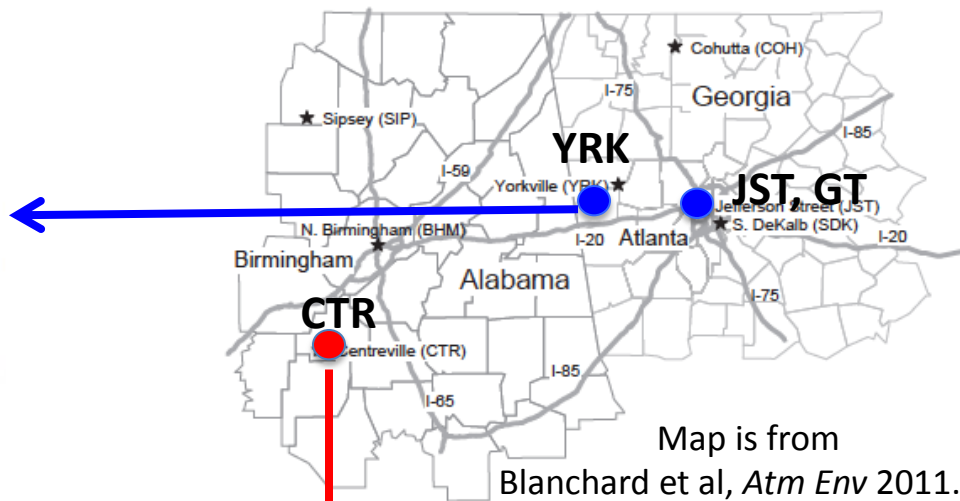 ★ Cohutta (COH)
I-75
Georgia
I-85
★ Sipsey (SIP)
YRK
I-59
Yorkville (YRK) ★
JST, GT
Jefferson Street (JST)
N. Birmingham (BHM)
★ S. DeKalb (SDK)
I-20
Atlanta
I-20
Birmingham
Alabama
I-75
CTR
Centreville (CTR)
I-85
I-65
Map is from
Blanchard et al, Atm Env 2011.